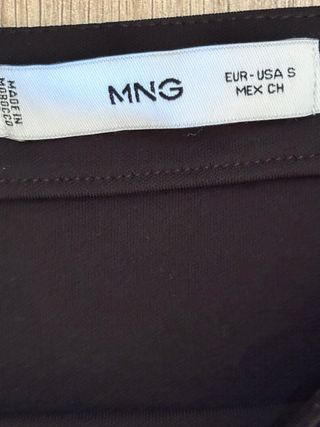 MADE IN
MOROCCO
MNG
EUR-USA S
MEX CH